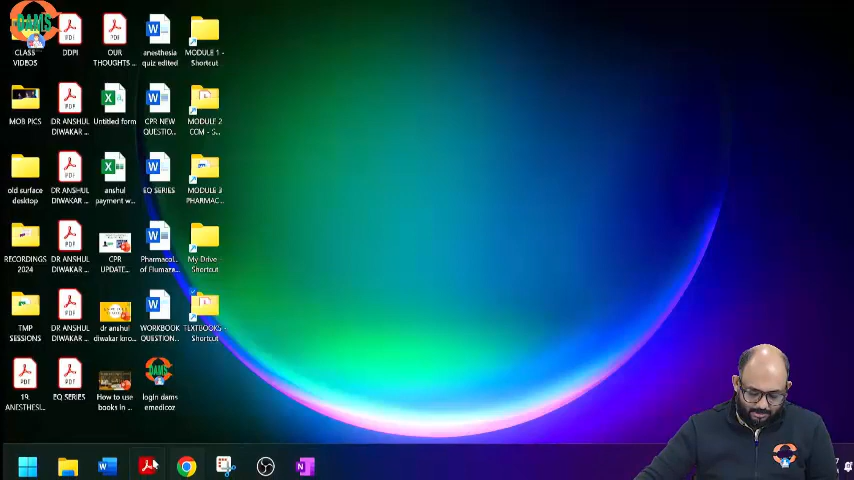 DAMS
CLASS
VIDEOS
DDPI
OUR
THOUGHTS ...
anesthesia
quiz edited
MODULE 1 -
Shortcut
MOB PICS
DR ANSHUL
DIWAKAR ...
Untitled form
CPR NEW
QUESTIO...
MODULE 2
COM - S...
old surface
desktop
DR ANSHUL
DIWAKAR ...
anshul
payment w...
EQ SERIES
MODULE 3
PHARMAC...
RECORDINGS
2024
DR ANSHUL
DIWAKAR ...
CPR
UPDATE...
Pharmacol...
of Flumaze...
My Drive -
Shortcut
TMP
SESSIONS
DR ANSHUL
DIWAKAR ...
dr anshul
diwakar kno...
WORKBOOK
QUESTION...
TEXTBOOKS -
Shortcut
19.
ANESTHESI...
EQ SERIES
How to use
books in ...
login dams
emedicoz